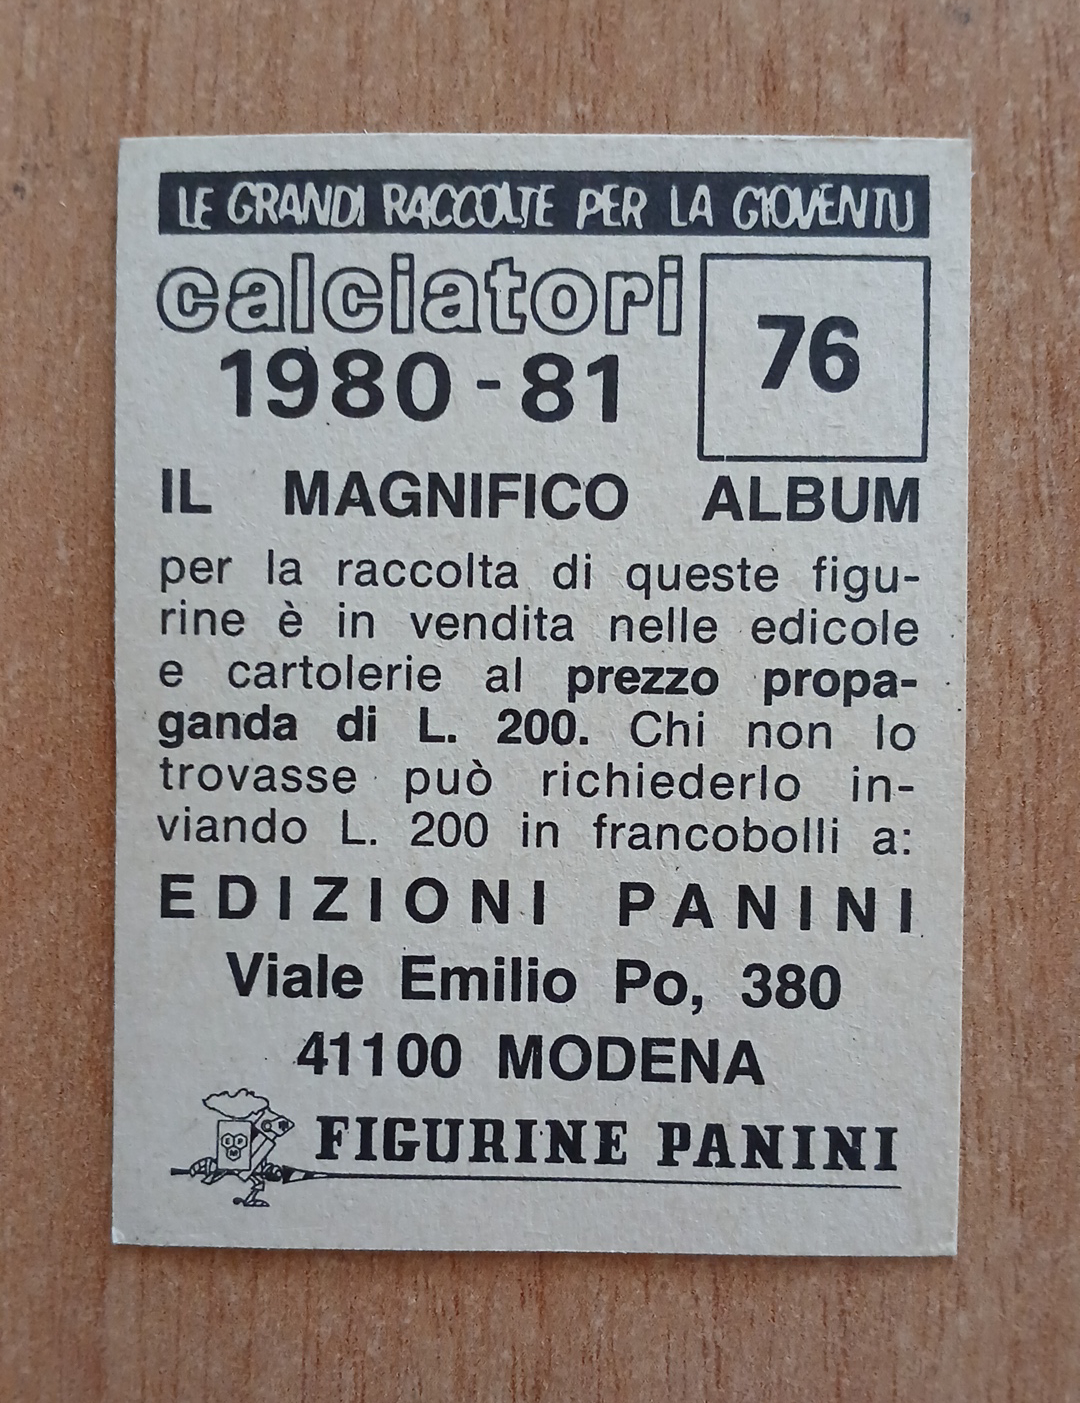 LE GRANDI RACCOLTE PER LA GIOVENTU
calciatori
1980-81
76
IL MAGNIFICO ALBUM
per la raccolta di queste figu-
rine è in vendita nelle edicole
e cartolerie al prezzo propa-
ganda di L. 200. Chi non lo
trovasse può richiederlo in-
viando L. 200 in francobolli a:
EDIZIONI PANINI
Viale Emilio Po, 380
41100 MODENA
FIGURINE PANINI